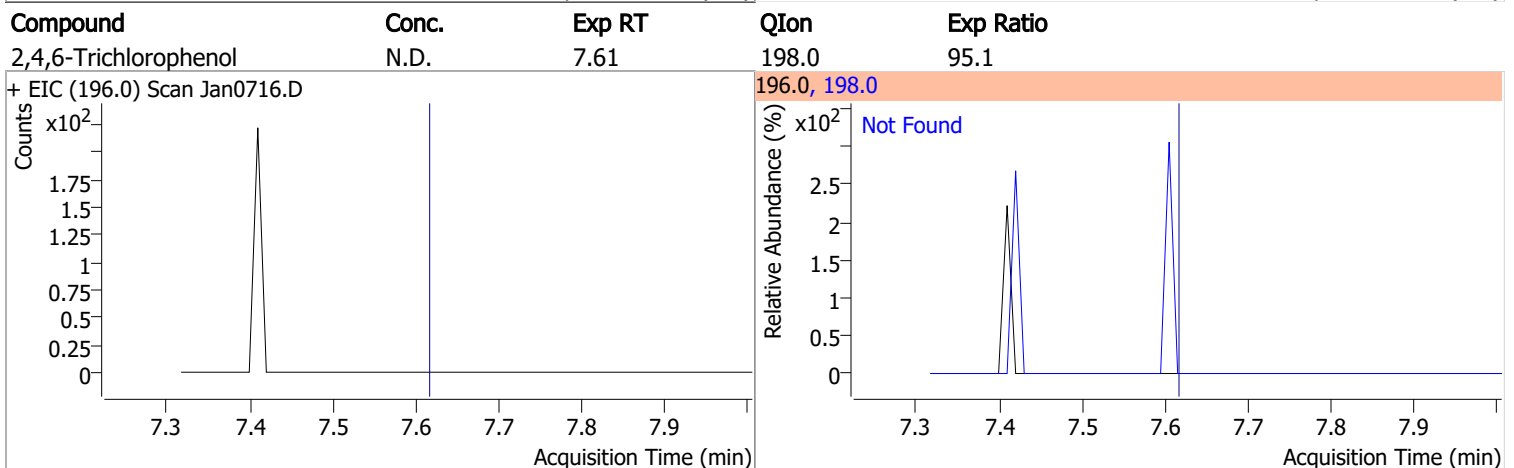 Compound Conc. Exp RT QIon Exp Ratio
2,4,6-Trichlorophenol N.D. 7.61 198.0 95.1
+ EIC (196.0) Scan Jan0716.D
Counts
x10²
1.75
1.5
1.25
1
0.75
0.5
0.25
0
7.3 7.4 7.5 7.6 7.7 7.8 7.9
Acquisition Time (min)
196.0, 198.0
Relative Abundance (%)
x10²
Not Found
2.5
2
1.5
1
0.5
0
7.3 7.4 7.5 7.6 7.7 7.8 7.9
Acquisition Time (min)